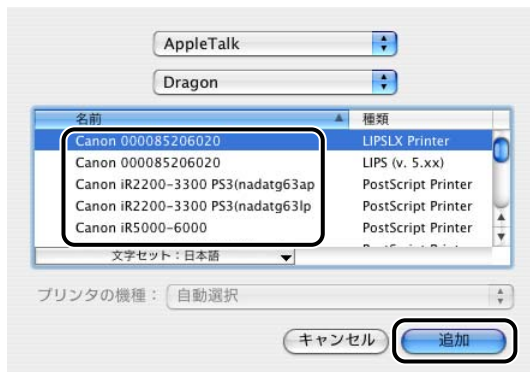 AppleTalk
Dragon
名前 種類
Canon 000085206020 LIPSLX Printer
Canon 000085206020 LIPS (v. 5.xx)
Canon iR2200-3300 PS3(nadatg63ap PostScript Printer
Canon iR2200-3300 PS3(nadatg63lp PostScript Printer
Canon iR5000-6000 PostScript Printer
文字セット：日本語
プリンタの機種： 自動選択
キャンセル 追加